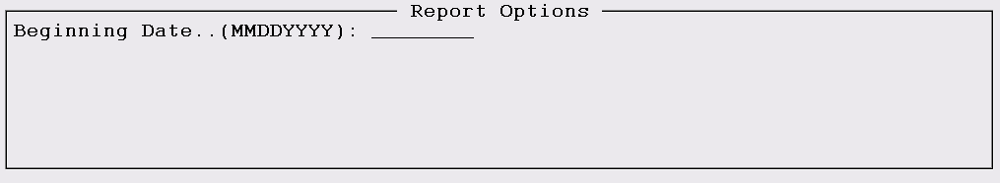 Report Options
Beginning Date..(MMDDYYYY): ________